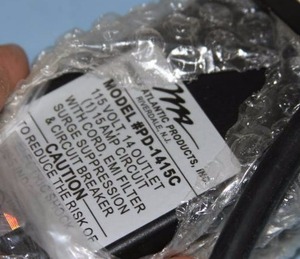 ATLANTIC PRODUCTS, INC.
RIVERDALE, N.J.
MODEL #PD-1415C
115 VOLT, 14 OUTLET
(1) 15 AMP CIRCUIT
WITH CORD, EMI FILTER
SURGE SUPPRESSION
& CIRCUIT BREAKER
CAUTION
TO REDUCE THE RISK OF